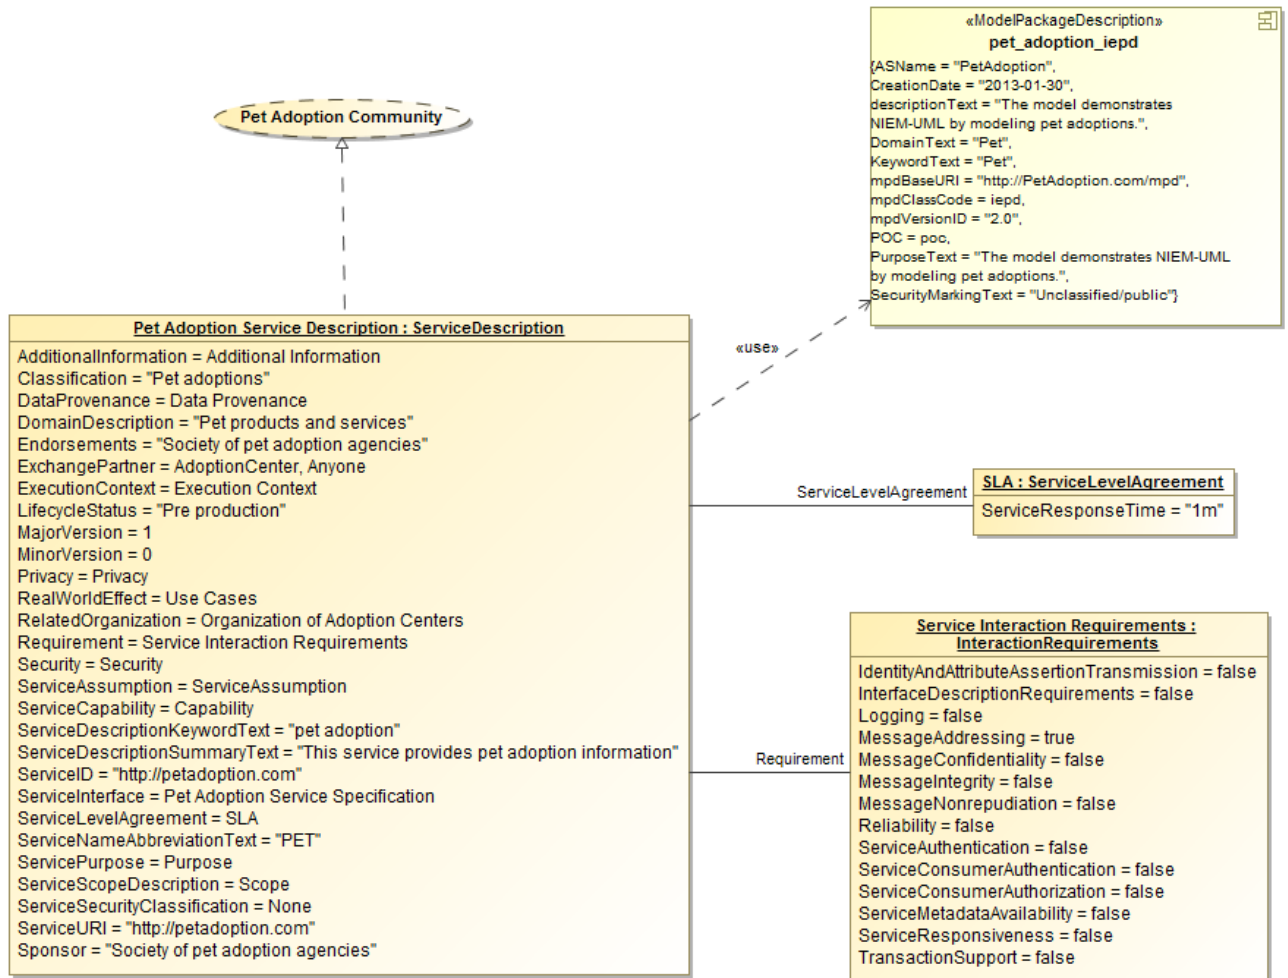 «ModelPackageDescription»
pet_adoption_iepd
{ASName = "PetAdoption",
CreationDate = "2013-01-30",
descriptionText = "The model demonstrates
NIEM-UML by modeling pet adoptions.",
DomainText = "Pet",
KeywordText = "Pet",
mpdBaseURI = "http://PetAdoption.com/mpd",
mpdClassCode = iepd,
mpdVersionID = "2.0",
POC = poc,
PurposeText = "The model demonstrates NIEM-UML
by modeling pet adoptions.",
SecurityMarkingText = "Unclassified/public"}
Pet Adoption Community
Pet Adoption Service Description : ServiceDescription
AdditionalInformation = Additional Information
Classification = "Pet adoptions"
DataProvenance = Data Provenance
DomainDescription = "Pet products and services"
Endorsements = "Society of pet adoption agencies"
ExchangePartner = AdoptionCenter, Anyone
ExecutionContext = Execution Context
LifecycleStatus = "Pre production"
MajorVersion = 1
MinorVersion = 0
Privacy = Privacy
RealWorldEffect = Use Cases
RelatedOrganization = Organization of Adoption Centers
Requirement = Service Interaction Requirements
Security = Security
ServiceAssumption = ServiceAssumption
ServiceCapability = Capability
ServiceDescriptionKeywordText = "pet adoption"
ServiceDescriptionSummaryText = "This service provides pet adoption information"
ServiceID = "http://petadoption.com"
ServiceInterface = Pet Adoption Service Specification
ServiceLevelAgreement = SLA
ServiceNameAbbreviationText = "PET"
ServicePurpose = Purpose
ServiceScopeDescription = Scope
ServiceSecurityClassification = None
ServiceURI = "http://petadoption.com"
Sponsor = "Society of pet adoption agencies"
«use»
ServiceLevelAgreement
SLA : ServiceLevelAgreement
ServiceResponseTime = "1m"
Requirement
Service Interaction Requirements :
InteractionRequirements
IdentityAndAttributeAssertionTransmission = false
InterfaceDescriptionRequirements = false
Logging = false
MessageAddressing = true
MessageConfidentiality = false
MessageIntegrity = false
MessageNonrepudiation = false
Reliability = false
ServiceAuthentication = false
ServiceConsumerAuthentication = false
ServiceConsumerAuthorization = false
ServiceMetadataAvailability = false
ServiceResponsiveness = false
TransactionSupport = false